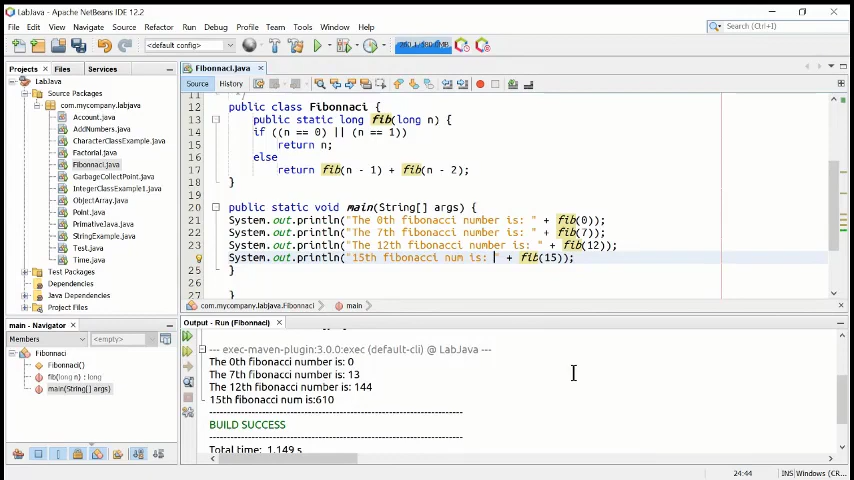 LabJava - Apache NetBeans IDE 12.2
File Edit View Navigate Source Refactor Run Debug Profile Team Tools Window Help
Search (Ctrl+I)
<default config>
Projects Files Services
Fibonnaci.java
LabJava
Source Packages
com.mycompany.labjava
Account.java
AddNumbers.java
CharacterClassExample.java
Factorial.java
Fibonnaci.java
GarbageCollectPoint.java
IntegerClassExample1.java
ObjectArray.java
Point.java
PrimativeJava.java
StringExample.java
Test.java
Time.java
Test Packages
Dependencies
Java Dependencies
Project Files
Source History
11 */
12 public class Fibonnaci {
13 public static long fib(long n) {
14 if ((n == 0) || (n == 1))
15 return n;
16 else
17 return fib(n - 1) + fib(n - 2);
18 }
19
20 public static void main(String[] args) {
21 System.out.println("The 0th fibonacci number is: " + fib(0));
22 System.out.println("The 7th fibonacci number is: " + fib(7));
23 System.out.println("The 12th fibonacci number is: " + fib(12));
System.out.println("15th fibonacci num is: " + fib(15));
25 }
26
27 }
com.mycompany.labjava.Fibonnaci main
main - Navigator
Members <empty>
Fibonnaci
Fibonnaci()
fib(long n) : long
main(String[] args)
Output - Run (Fibonnaci)
--- exec-maven-plugin:3.0.0:exec (default-cli) @ LabJava ---
The 0th fibonacci number is: 0
The 7th fibonacci number is: 13
The 12th fibonacci number is: 144
15th fibonacci num is:610
------------------------------------------------------------------------
BUILD SUCCESS
------------------------------------------------------------------------
Total time: 1.149 s
24:44 INS Windows (CR...